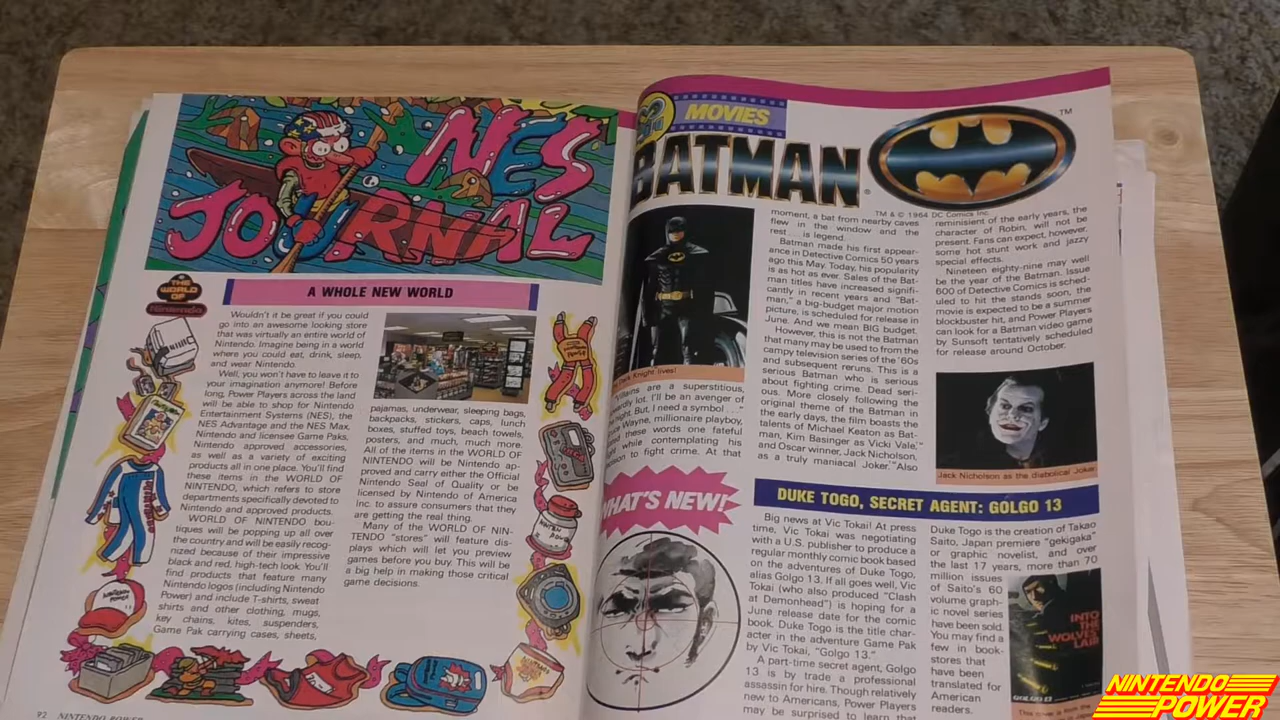 NES
JOURNAL
A WHOLE NEW WORLD
THE WORLD OF Nintendo
Wouldn't it be great if you could
go into an awesome looking store
that was virtually an entire world of
Nintendo. Imagine being in a world
where you could eat, drink, sleep,
and wear Nintendo.
Well, you won't have to leave it to
your imagination anymore! Before
long, Power Players across the land
will be able to shop for Nintendo
Entertainment Systems (NES), the
NES Advantage and the NES Max,
Nintendo and licensee Game Paks,
Nintendo approved accessories,
as well as a variety of exciting
products all in one place. You'll find
these items in the WORLD OF
NINTENDO, which refers to store
departments specifically devoted to
Nintendo and approved products.
WORLD OF NINTENDO bou-
tiques will be popping up all over
the country and will be easily recog-
nized because of their impressive
black and red, high-tech look. You'll
find products that feature many
Nintendo logos (including Nintendo
Power) and include T-shirts, sweat
shirts and other clothing, mugs,
key chains, kites, suspenders,
Game Pak carrying cases, sheets,
pajamas, underwear, sleeping bags,
backpacks, stickers, caps, lunch
boxes, stuffed toys, beach towels,
posters, and much, much more.
All of the items in the WORLD OF
NINTENDO will be Nintendo ap-
proved and carry either the Official
Nintendo Seal of Quality or be
licensed by Nintendo of America
Inc. to assure consumers that they
are getting the real thing.
Many of the WORLD OF NIN-
TENDO "stores" will feature dis-
plays which will let you preview
games before you buy. This will be
a big help in making those critical
game decisions.
92 NINTENDO POWER
MOVIES
BATMAN
TM
TM & © 1964 DC Comics Inc.
Dark Knight lives!
"Villains are a superstitious,
lot. I'll be an avenger of
night. But, I need a symbol . . ."
Wayne, millionaire playboy,
these words one fateful
while contemplating his
decision to fight crime. At that
moment, a bat from nearby caves
flew in the window and the
rest . . . is legend.
Batman made his first appear-
ance in Detective Comics 50 years
ago this May. Today, his popularity
is as hot as ever. Sales of the Bat-
man titles have increased signifi-
cantly in recent years and "Bat-
man," a big-budget major motion
picture, is scheduled for release in
June. And we mean BIG budget.
However, this is not the Batman
that many may be used to from the
campy television series of the '60s
and subsequent reruns. This is a
serious Batman who is serious
about fighting crime. Dead seri-
ous. More closely following the
original theme of the Batman in
the early days, the film boasts the
talents of Michael Keaton as Bat-
man, Kim Basinger as Vicki Vale,
and Oscar winner, Jack Nicholson,
as a truly maniacal Joker. Also
reminisient of the early years, the
character of Robin, will not be
present. Fans can expect, however,
some hot stunt work and jazzy
special effects.
Nineteen eighty-nine may well
be the year of the Batman. Issue
600 of Detective Comics is sched-
uled to hit the stands soon, the
movie is expected to be a summer
blockbuster hit, and Power Players
can look for a Batman video game
by Sunsoft tentatively scheduled
for release around October.
Jack Nicholson as the diabolical Joker
WHAT'S NEW!
DUKE TOGO, SECRET AGENT: GOLGO 13
Big news at Vic Tokai! At press
time, Vic Tokai was negotiating
with a U.S. publisher to produce a
regular monthly comic book based
on the adventures of Duke Togo,
alias Golgo 13. If all goes well, Vic
Tokai (who also produced "Clash
at Demonhead") is hoping for a
June release date for the comic
book. Duke Togo is the title char-
acter in the adventure Game Pak
by Vic Tokai, "Golgo 13."
A part-time secret agent, Golgo
13 is by trade a professional
assassin for hire. Though relatively
new to Americans, Power Players
may be surprised to learn that
Duke Togo is the creation of Takao
Saito, Japan premiere "gekigaka"
or graphic novelist, and over
the last 17 years, more than 70
million issues
of Saito's 60
volume graph-
ic novel series
have been sold.
You may find a
few in book-
stores that
have been
translated for
American
readers.
INTO
THE
WOLVES'
LAIR
GOLGO 13
NINTENDO
POWER